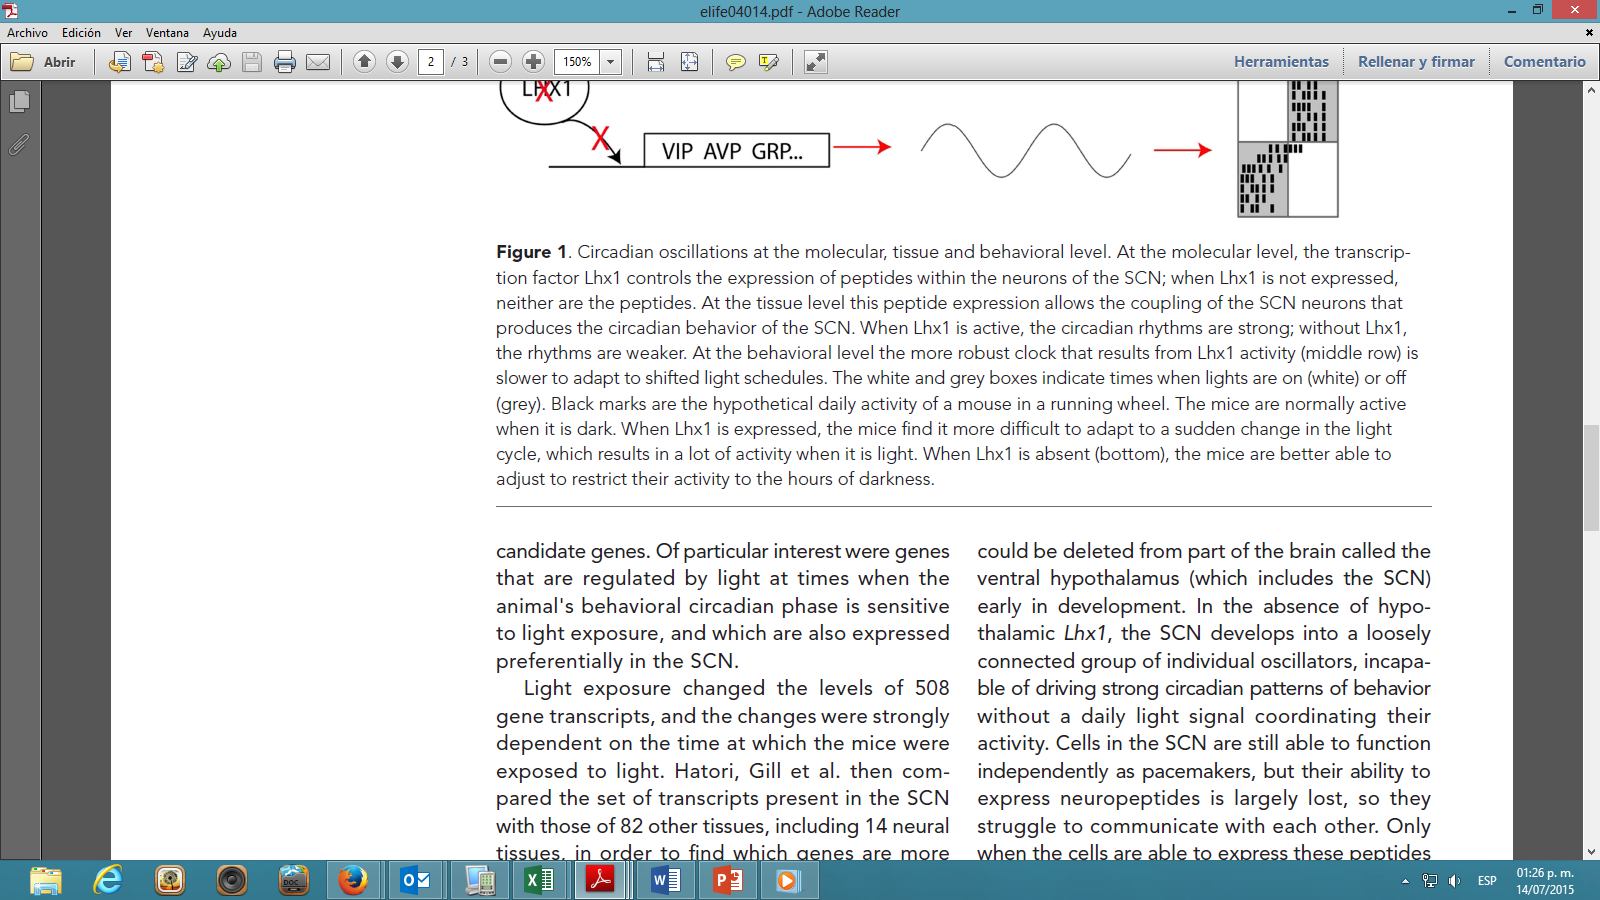 elife04014.pdf - Adobe Reader
Archivo Edición Ver Ventana Ayuda
Abrir 2 / 3 150% Herramientas Rellenar y firmar Comentario
LHX1
X
X
VIP AVP GRP...
Figure 1. Circadian oscillations at the molecular, tissue and behavioral level. At the molecular level, the transcrip-
tion factor Lhx1 controls the expression of peptides within the neurons of the SCN; when Lhx1 is not expressed,
neither are the peptides. At the tissue level this peptide expression allows the coupling of the SCN neurons that
produces the circadian behavior of the SCN. When Lhx1 is active, the circadian rhythms are strong; without Lhx1,
the rhythms are weaker. At the behavioral level the more robust clock that results from Lhx1 activity (middle row) is
slower to adapt to shifted light schedules. The white and grey boxes indicate times when lights are on (white) or off
(grey). Black marks are the hypothetical daily activity of a mouse in a running wheel. The mice are normally active
when it is dark. When Lhx1 is expressed, the mice find it more difficult to adapt to a sudden change in the light
cycle, which results in a lot of activity when it is light. When Lhx1 is absent (bottom), the mice are better able to
adjust to restrict their activity to the hours of darkness.
candidate genes. Of particular interest were genes
that are regulated by light at times when the
animal's behavioral circadian phase is sensitive
to light exposure, and which are also expressed
preferentially in the SCN.
Light exposure changed the levels of 508
gene transcripts, and the changes were strongly
dependent on the time at which the mice were
exposed to light. Hatori, Gill et al. then com-
pared the set of transcripts present in the SCN
with those of 82 other tissues, including 14 neural
tissues, in order to find which genes are more
could be deleted from part of the brain called the
ventral hypothalamus (which includes the SCN)
early in development. In the absence of hypo-
thalamic Lhx1, the SCN develops into a loosely
connected group of individual oscillators, incapa-
ble of driving strong circadian patterns of behavior
without a daily light signal coordinating their
activity. Cells in the SCN are still able to function
independently as pacemakers, but their ability to
express neuropeptides is largely lost, so they
struggle to communicate with each other. Only
when the cells are able to express these peptides
ESP
01:26 p. m.
14/07/2015